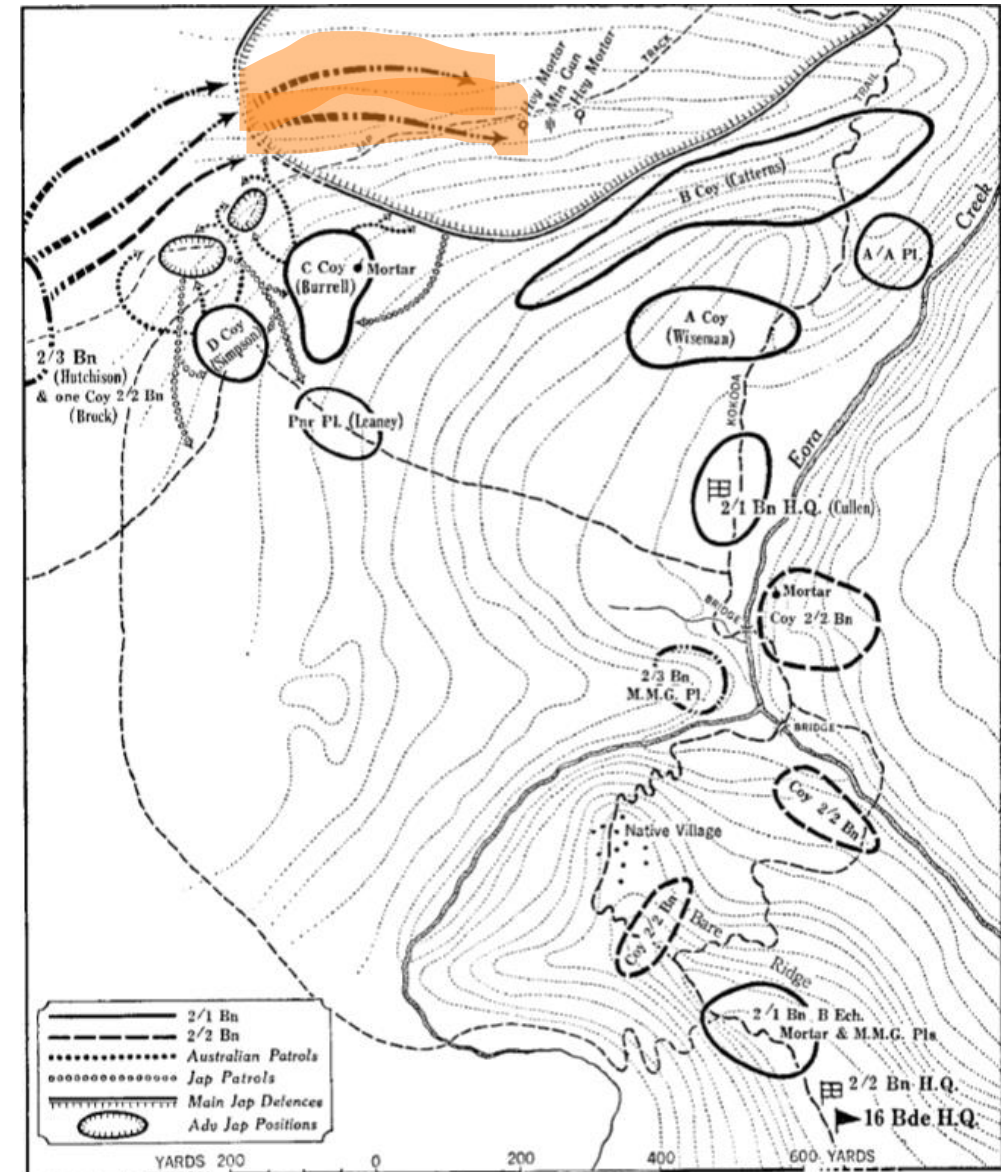 Hvy Mortar
Mtn Gun
Hvy Mortar
TRACK
TRAIL
B Coy (Catterns)
A/A Pl.
Creek
C Coy
(Burrell)
Mortar
D Coy
(Simpson)
A Coy
(Wiseman)
2/3 Bn
(Hutchison)
& one Coy 2/2 Bn
(Brock)
Pnr Pl. (Leaney)
KOKODA
Eora
2/1 Bn H.Q. (Cullen)
Mortar
Coy 2/2 Bn
BRIDGE
2/3 Bn
M.M.G. Pl.
BRIDGE
Coy 2/2 Bn
Native Village
Coy 2/2 Bn
Bare
Ridge
2/1 Bn B Ech.
Mortar & M.M.G. Pls.
2/2 Bn H.Q.
16 Bde H.Q.
2/1 Bn
2/2 Bn
Australian Patrols
Jap Patrols
Main Jap Defences
Adv Jap Positions
YARDS 200 0 200 400 600 YARDS